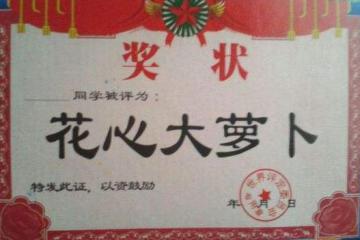 奖状
同学被评为：
花心大萝卜
特发此证，以资鼓励
年 月 日